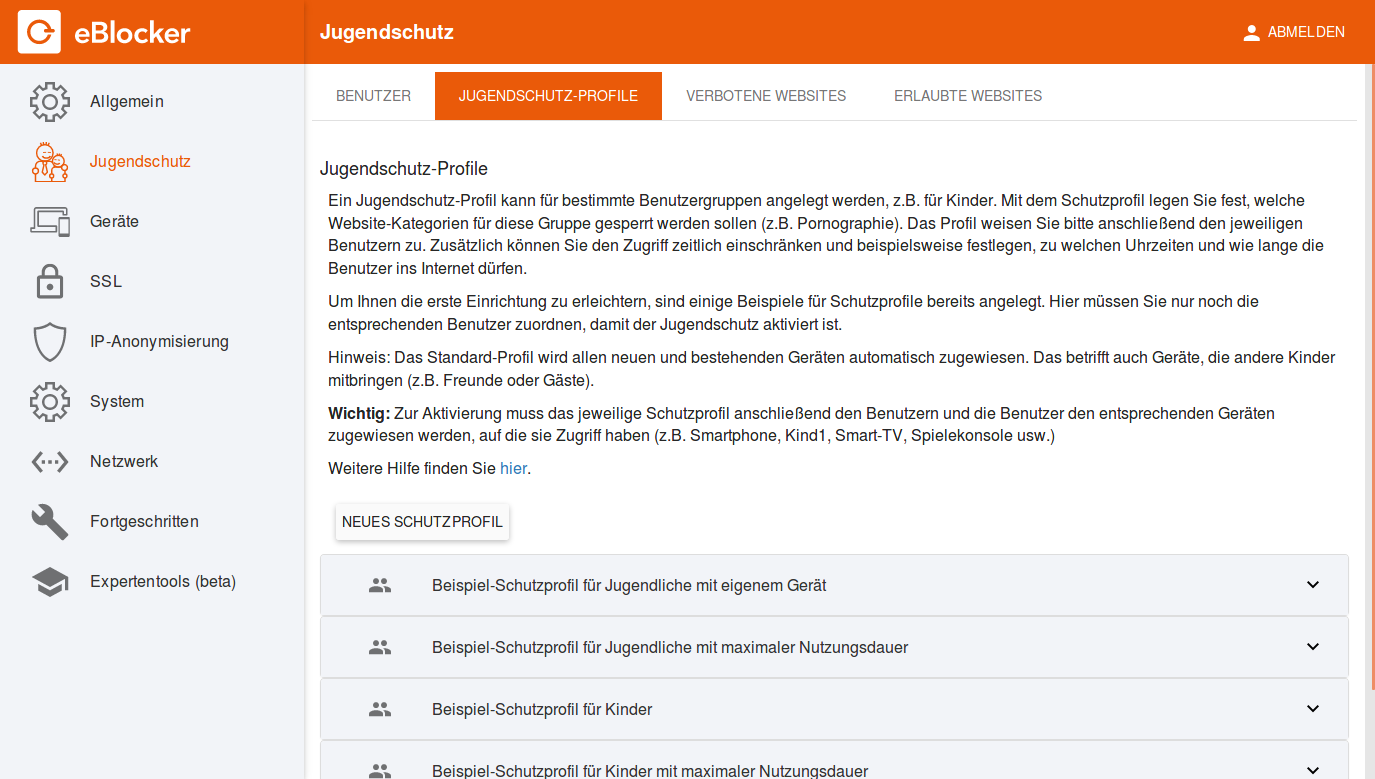 eBlocker
Jugendschutz
ABMELDEN
Allgemein
Jugendschutz
Geräte
SSL
IP-Anonymisierung
System
Netzwerk
Fortgeschritten
Expertentools (beta)
BENUTZER
JUGENDSCHUTZ-PROFILE
VERBOTENE WEBSITES
ERLAUBTE WEBSITES
Jugendschutz-Profile
Ein Jugendschutz-Profil kann für bestimmte Benutzergruppen angelegt werden, z.B. für Kinder. Mit dem Schutzprofil legen Sie fest, welche
Website-Kategorien für diese Gruppe gesperrt werden sollen (z.B. Pornographie). Das Profil weisen Sie bitte anschließend den jeweiligen
Benutzern zu. Zusätzlich können Sie den Zugriff zeitlich einschränken und beispielsweise festlegen, zu welchen Uhrzeiten und wie lange die
Benutzer ins Internet dürfen.
Um Ihnen die erste Einrichtung zu erleichtern, sind einige Beispiele für Schutzprofile bereits angelegt. Hier müssen Sie nur noch die
entsprechenden Benutzer zuordnen, damit der Jugendschutz aktiviert ist.
Hinweis: Das Standard-Profil wird allen neuen und bestehenden Geräten automatisch zugewiesen. Das betrifft auch Geräte, die andere Kinder
mitbringen (z.B. Freunde oder Gäste).
Wichtig: Zur Aktivierung muss das jeweilige Schutzprofil anschließend den Benutzern und die Benutzer den entsprechenden Geräten
zugewiesen werden, auf die sie Zugriff haben (z.B. Smartphone, Kind1, Smart-TV, Spielekonsole usw.)
Weitere Hilfe finden Sie hier.
NEUES SCHUTZPROFIL
Beispiel-Schutzprofil für Jugendliche mit eigenem Gerät
Beispiel-Schutzprofil für Jugendliche mit maximaler Nutzungsdauer
Beispiel-Schutzprofil für Kinder
Beispiel-Schutzprofil für Kinder mit maximaler Nutzungsdauer